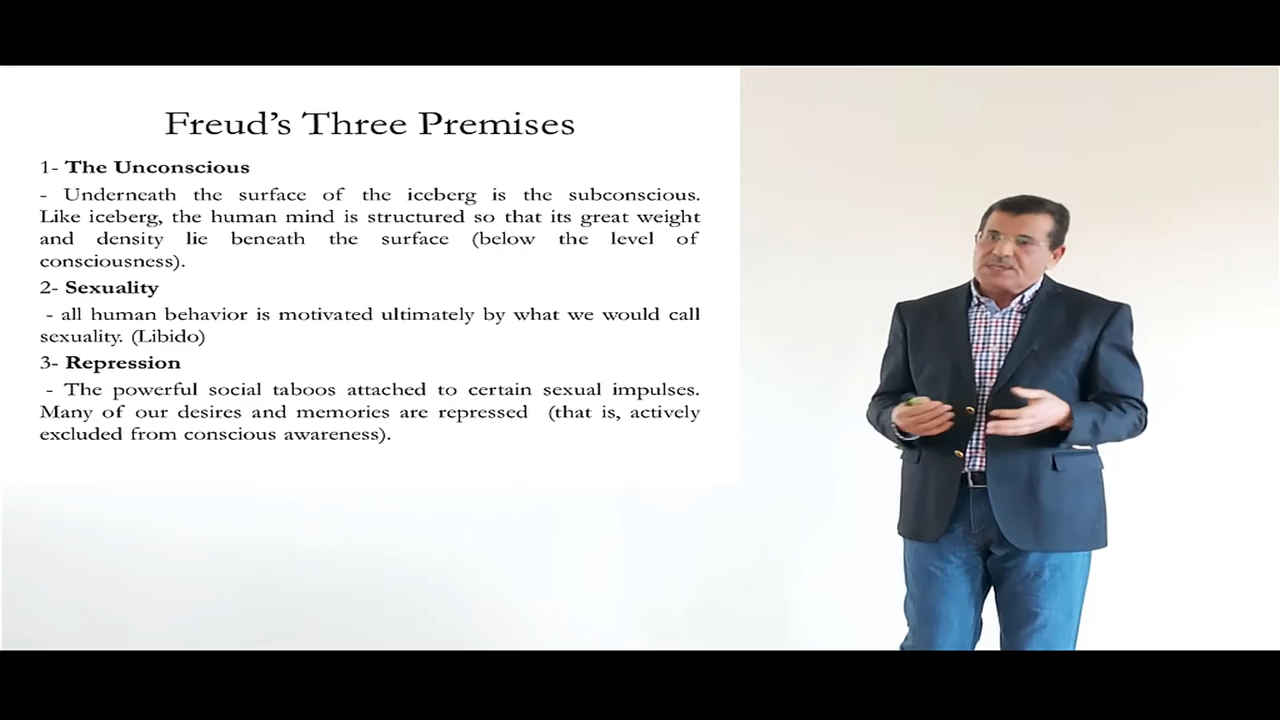 Freud's Three Premises
1- The Unconscious
- Underneath the surface of the iceberg is the subconscious.
Like iceberg, the human mind is structured so that its great weight
and density lie beneath the surface (below the level of
consciousness).
2- Sexuality
- all human behavior is motivated ultimately by what we would call
sexuality. (Libido)
3- Repression
- The powerful social taboos attached to certain sexual impulses.
Many of our desires and memories are repressed (that is, actively
excluded from conscious awareness).